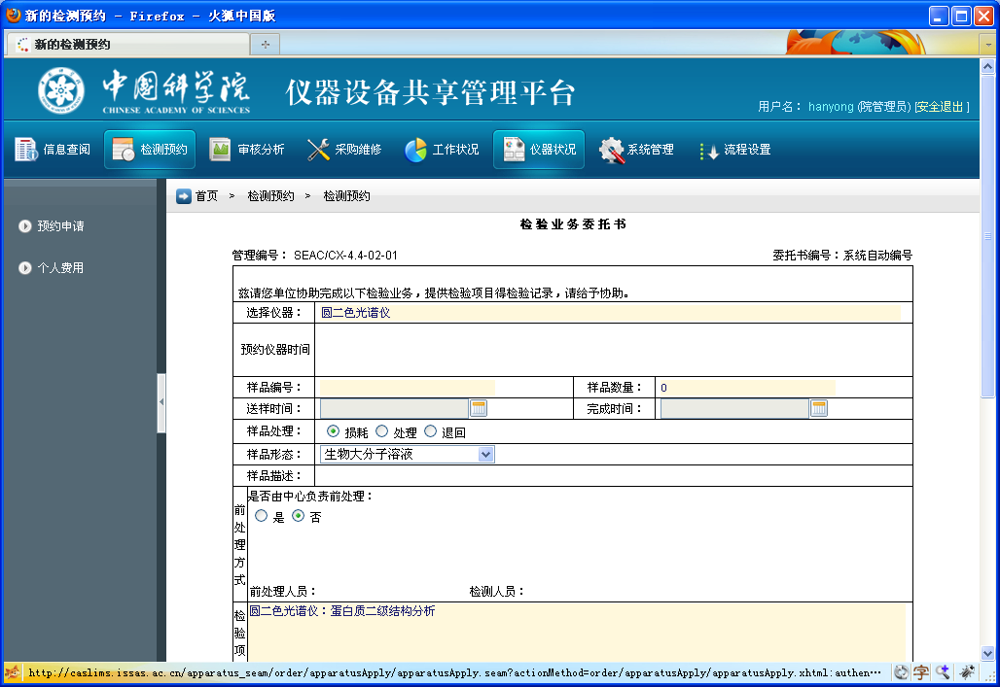 新的检测预约 - Firefox - 火狐中国版
新的检测预约
中国科学院
CHINESE ACADEMY OF SCIENCES
仪器设备共享管理平台
用户名： hanyong (院管理员) [安全退出 ]
信息查阅 检测预约 审核分析 采购维修 工作状况 仪器状况 系统管理 流程设置
预约申请
个人费用
首页 > 检测预约 > 检测预约
检验业务委托书
管理编号： SEAC/CX-4.4-02-01 委托书编号：系统自动编号
兹请您单位协助完成以下检验业务，提供检验项目得检验记录，请给予协助。
选择仪器： 圆二色光谱仪
预约仪器时间
样品编号： 样品数量： 0
送样时间： 完成时间：
样品处理： 损耗 处理 退回
样品形态： 生物大分子溶液
样品描述：
前处理方式
是否由中心负责前处理：
是 否
前处理人员： 检测人员：
检验项
圆二色光谱仪：蛋白质二级结构分析
http://caslims.issas.ac.cn/apparatus_seam/order/apparatusApply/apparatusApply.seam?actionMethod=order/apparatusApply/apparatusApply.xhtml:authen…
字